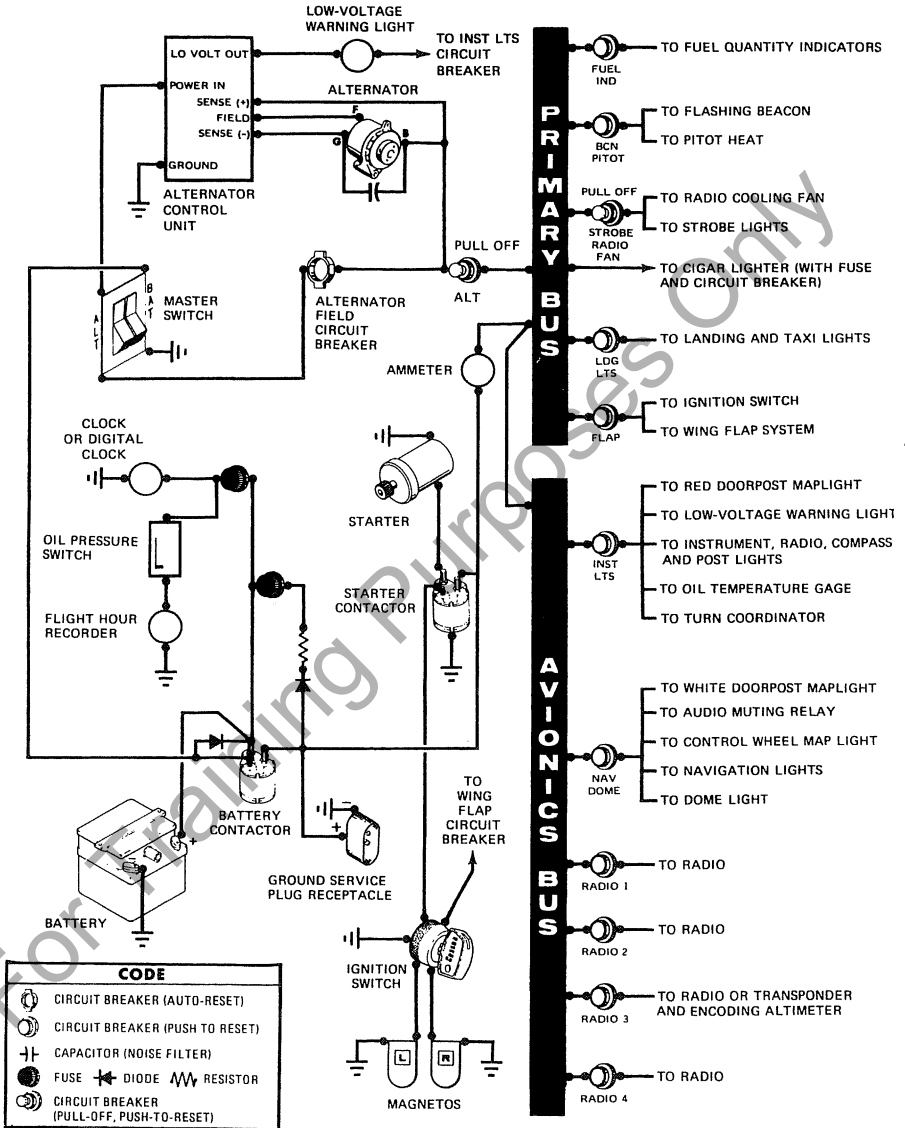 LOW-VOLTAGE
WARNING LIGHT
LO VOLT OUT
TO INST LTS
CIRCUIT
BREAKER
POWER IN
SENSE (+)
FIELD
SENSE (-)
GROUND
ALTERNATOR
F
G
B
ALTERNATOR
CONTROL
UNIT
PULL OFF
ALT
ALTERNATOR
FIELD
CIRCUIT
BREAKER
BAT
ALT
MASTER
SWITCH
AMMETER
CLOCK
OR DIGITAL
CLOCK
OIL PRESSURE
SWITCH
FLIGHT HOUR
RECORDER
STARTER
STARTER
CONTACTOR
BATTERY
CONTACTOR
+
BATTERY
−
+
GROUND SERVICE
PLUG RECEPTACLE
TO
WING
FLAP
CIRCUIT
BREAKER
IGNITION
SWITCH
L
R
MAGNETOS
PRIMARY BUS
FUEL
IND
TO FUEL QUANTITY INDICATORS
BCN
PITOT
TO FLASHING BEACON
TO PITOT HEAT
PULL OFF
STROBE
RADIO
FAN
TO RADIO COOLING FAN
TO STROBE LIGHTS
TO CIGAR LIGHTER (WITH FUSE
AND CIRCUIT BREAKER)
LDG
LTS
TO LANDING AND TAXI LIGHTS
FLAP
TO IGNITION SWITCH
TO WING FLAP SYSTEM
AVIONICS BUS
INST
LTS
TO RED DOORPOST MAPLIGHT
TO LOW-VOLTAGE WARNING LIGHT
TO INSTRUMENT, RADIO, COMPASS
AND POST LIGHTS
TO OIL TEMPERATURE GAGE
TO TURN COORDINATOR
NAV
DOME
TO WHITE DOORPOST MAPLIGHT
TO AUDIO MUTING RELAY
TO CONTROL WHEEL MAP LIGHT
TO NAVIGATION LIGHTS
TO DOME LIGHT
RADIO 1
TO RADIO
RADIO 2
TO RADIO
RADIO 3
TO RADIO OR TRANSPONDER
AND ENCODING ALTIMETER
RADIO 4
TO RADIO
CODE
CIRCUIT BREAKER (AUTO-RESET)
CIRCUIT BREAKER (PUSH TO RESET)
CAPACITOR (NOISE FILTER)
FUSE DIODE RESISTOR
CIRCUIT BREAKER
(PULL-OFF, PUSH-TO-RESET)
For Training Purposes Only